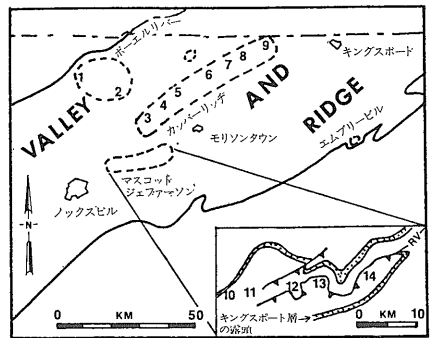 ポーエルリバー
キングスポート
1
2
3
4
5
6
7
8
9
カッパーリッヂ
VALLEY
AND
RIDGE
モリソンタウン
エムブリービル
マスコット
ジェファーソン
ノックスビル
N
0 KM 50
10
11
12
13
14
RV
キングスポート層
の露頭
0 KM 10